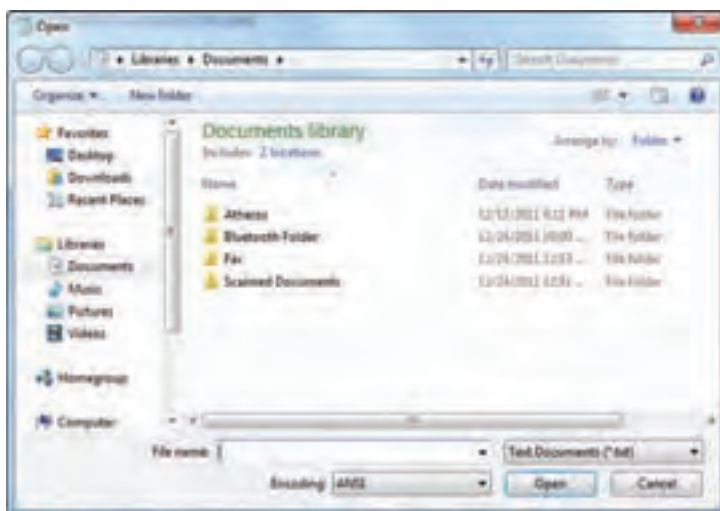 Open
Libraries ▸ Documents ▸
Search Documents
Organize New folder
Favorites
Desktop
Downloads
Recent Places
Libraries
Documents
Music
Pictures
Videos
Homegroup
Computer
Documents library
Includes: 2 locations
Arrange by: Folder
Name Date modified Type
Atheros File folder
Bluetooth Folder File folder
Fax File folder
Scanned Documents File folder
File name: Text Documents (*.txt)
Encoding: ANSI Open Cancel